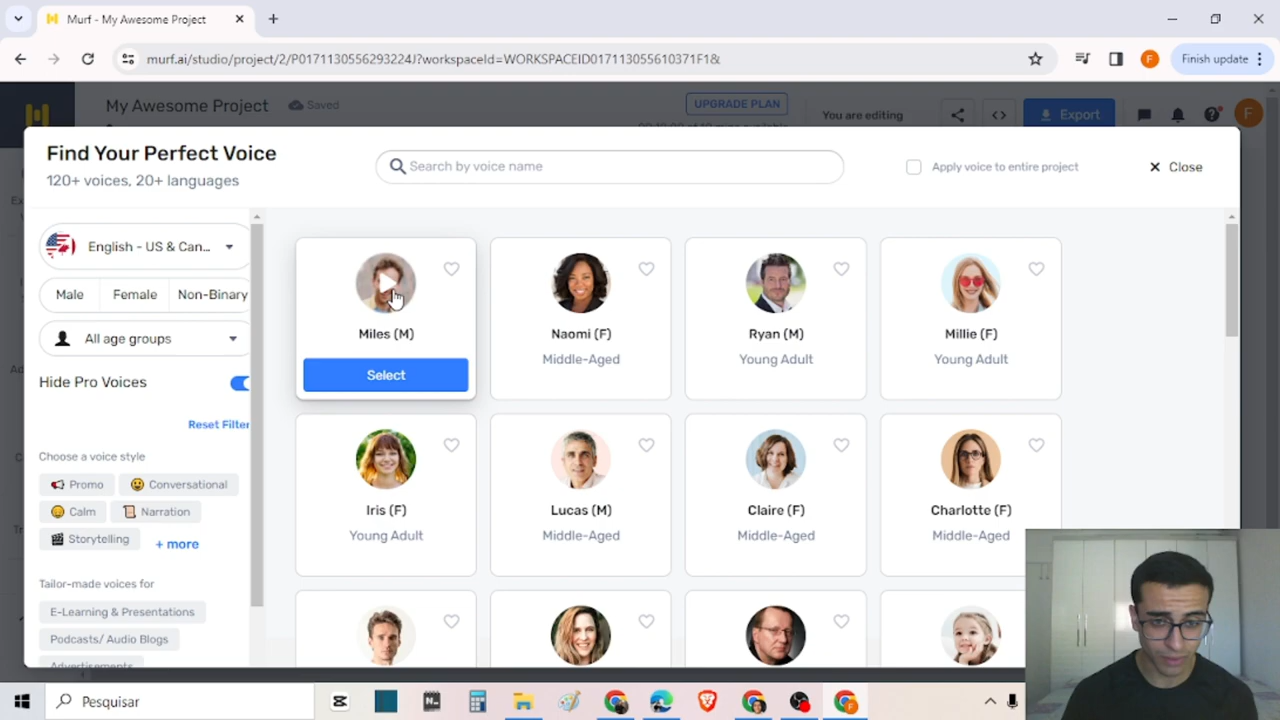 Murf - My Awesome Project
murf.ai/studio/project/2/P0171130556293224J?workspaceId=WORKSPACEID017113055610371F1&
Finish update
My Awesome Project
Saved
UPGRADE PLAN
You are editing
Export
F
Find Your Perfect Voice
120+ voices, 20+ languages
Search by voice name
Apply voice to entire project
Close
English - US & Can...
Male
Female
Non-Binary
All age groups
Hide Pro Voices
Reset Filter
Choose a voice style
Promo
Conversational
Calm
Narration
Storytelling
+ more
Tailor-made voices for
E-Learning & Presentations
Podcasts/ Audio Blogs
Advertisements
Miles (M)
Select
Naomi (F)
Middle-Aged
Ryan (M)
Young Adult
Millie (F)
Young Adult
Iris (F)
Young Adult
Lucas (M)
Middle-Aged
Claire (F)
Middle-Aged
Charlotte (F)
Middle-Aged
Pesquisar